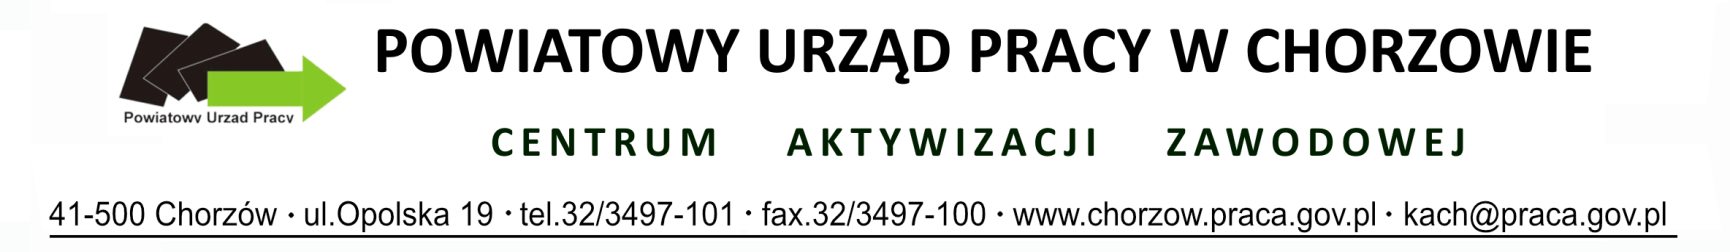 POWIATOWY URZĄD PRACY W CHORZOWIE
Powiatowy Urzad Pracy
CENTRUM AKTYWIZACJI ZAWODOWEJ
41-500 Chorzów · ul.Opolska 19 · tel.32/3497-101 · fax.32/3497-100 · www.chorzow.praca.gov.pl · kach@praca.gov.pl